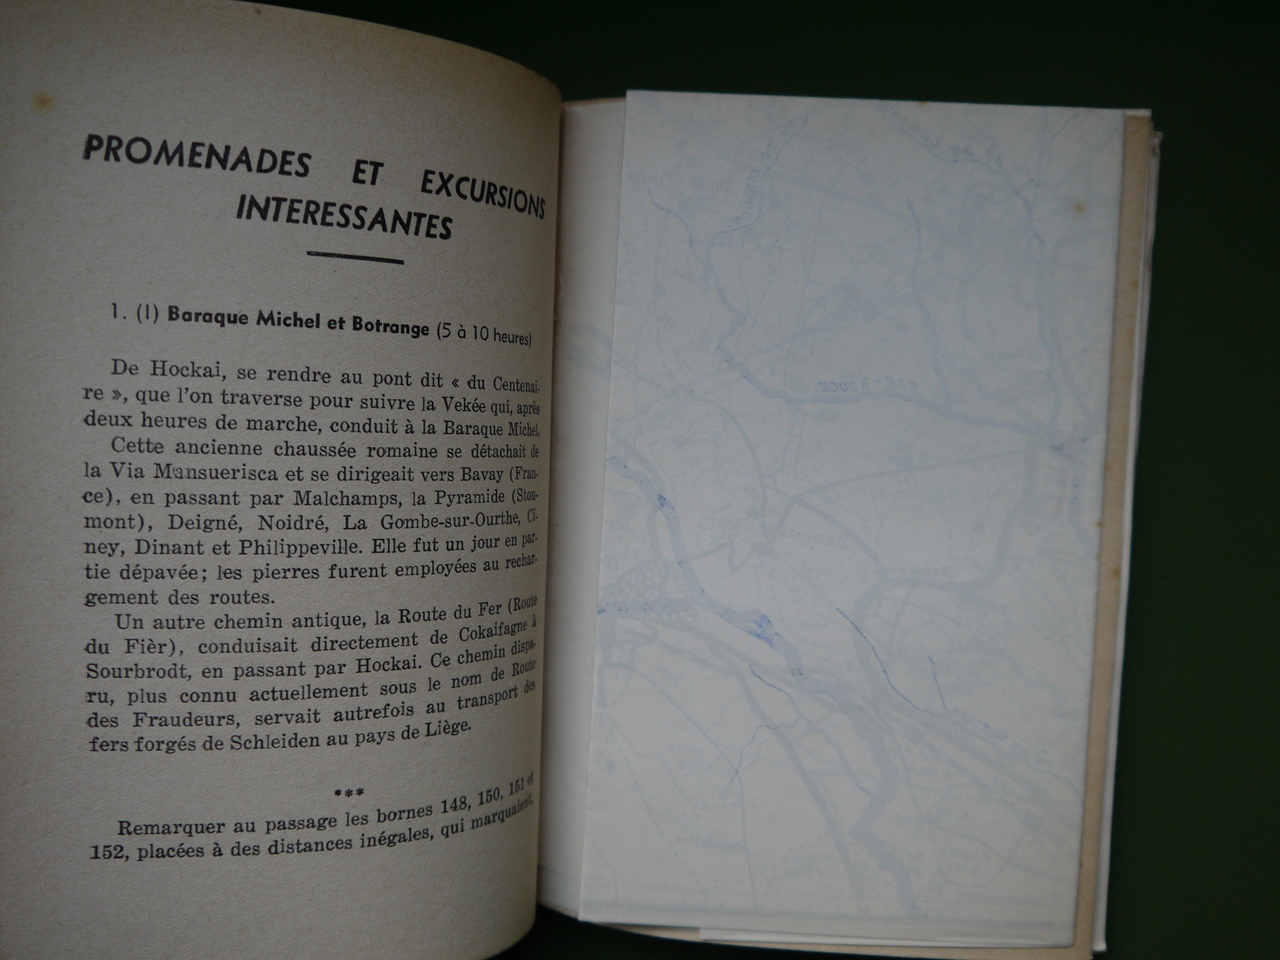 PROMENADES ET EXCURSIONS
INTERESSANTES
1. (I) Baraque Michel et Botrange (5 à 10 heures)
De Hockai, se rendre au pont dit « du Centenai-
re », que l'on traverse pour suivre la Vekée qui, après
deux heures de marche, conduit à la Baraque Michel.
Cette ancienne chaussée romaine se détachait de
la Via Mansuerisca et se dirigeait vers Bavay (Fran-
ce), en passant par Malchamps, la Pyramide (Stou-
mont), Deigné, Noidré, La Gombe-sur-Ourthe, Ci-
ney, Dinant et Philippeville. Elle fut un jour en par-
tie dépavée; les pierres furent employées au rechar-
gement des routes.
Un autre chemin antique, la Route du Fer (Route
du Fièr), conduisait directement de Cokaifagne à
Sourbrodt, en passant par Hockai. Ce chemin dispa-
ru, plus connu actuellement sous le nom de Route
des Fraudeurs, servait autrefois au transport des
fers forgés de Schleiden au pays de Liège.
***
Remarquer au passage les bornes 148, 150, 151 et
152, placées à des distances inégales, qui marquaient,